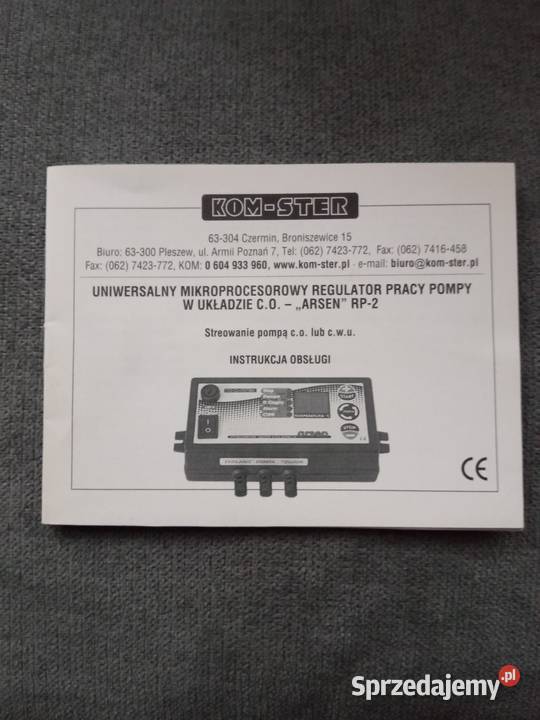 KOM-STER
63-304 Czermin, Broniszewice 15
Biuro: 63-300 Pleszew, ul. Armii Poznań 7, Tel: (062) 7423-772, Fax: (062) 7416-458
Fax: (062) 7423-772, KOM: 0 604 933 960, www.kom-ster.pl - e-mail: biuro@kom-ster.pl
UNIWERSALNY MIKROPROCESOROWY REGULATOR PRACY POMPY
W UKŁADZIE C.O. – „ARSEN” RP-2
Streowanie pompą c.o. lub c.w.u.
INSTRUKCJA OBSŁUGI
START
STOP
CE
Sprzedajemy.pl